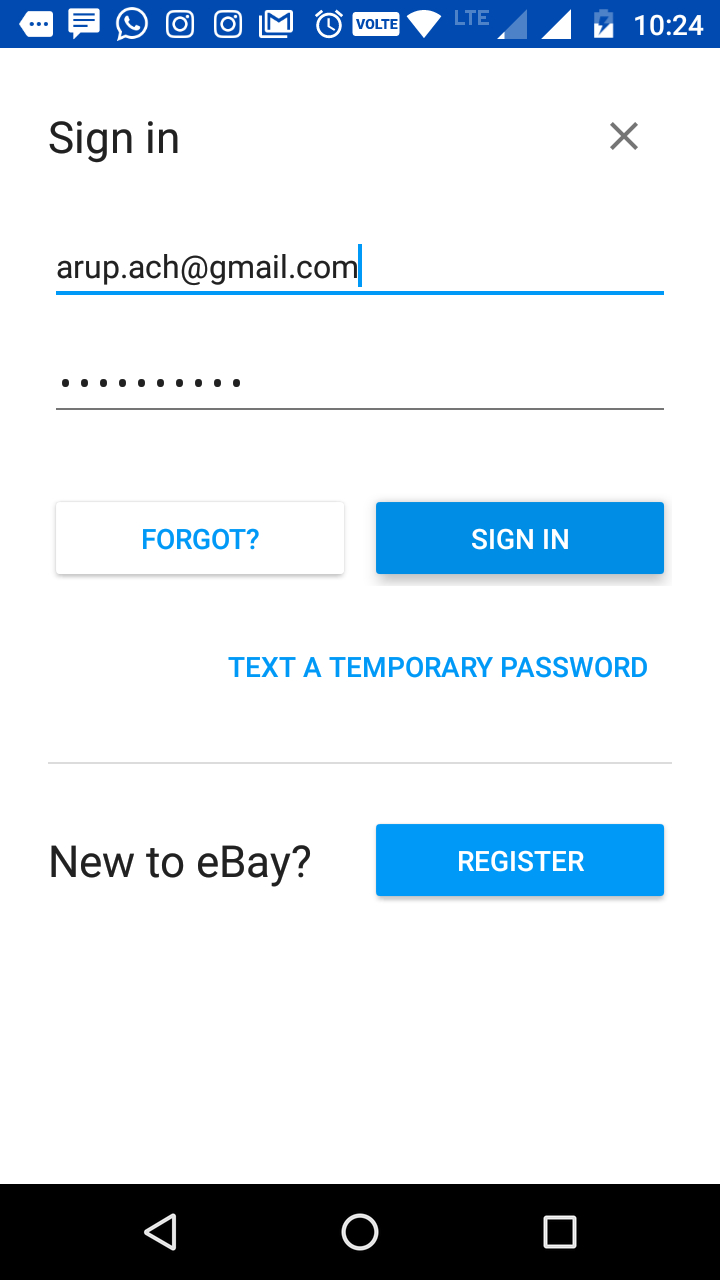 VOLTE LTE 10:24
Sign in
arup.ach@gmail.com
••••••••••
FORGOT? SIGN IN
TEXT A TEMPORARY PASSWORD
New to eBay? REGISTER